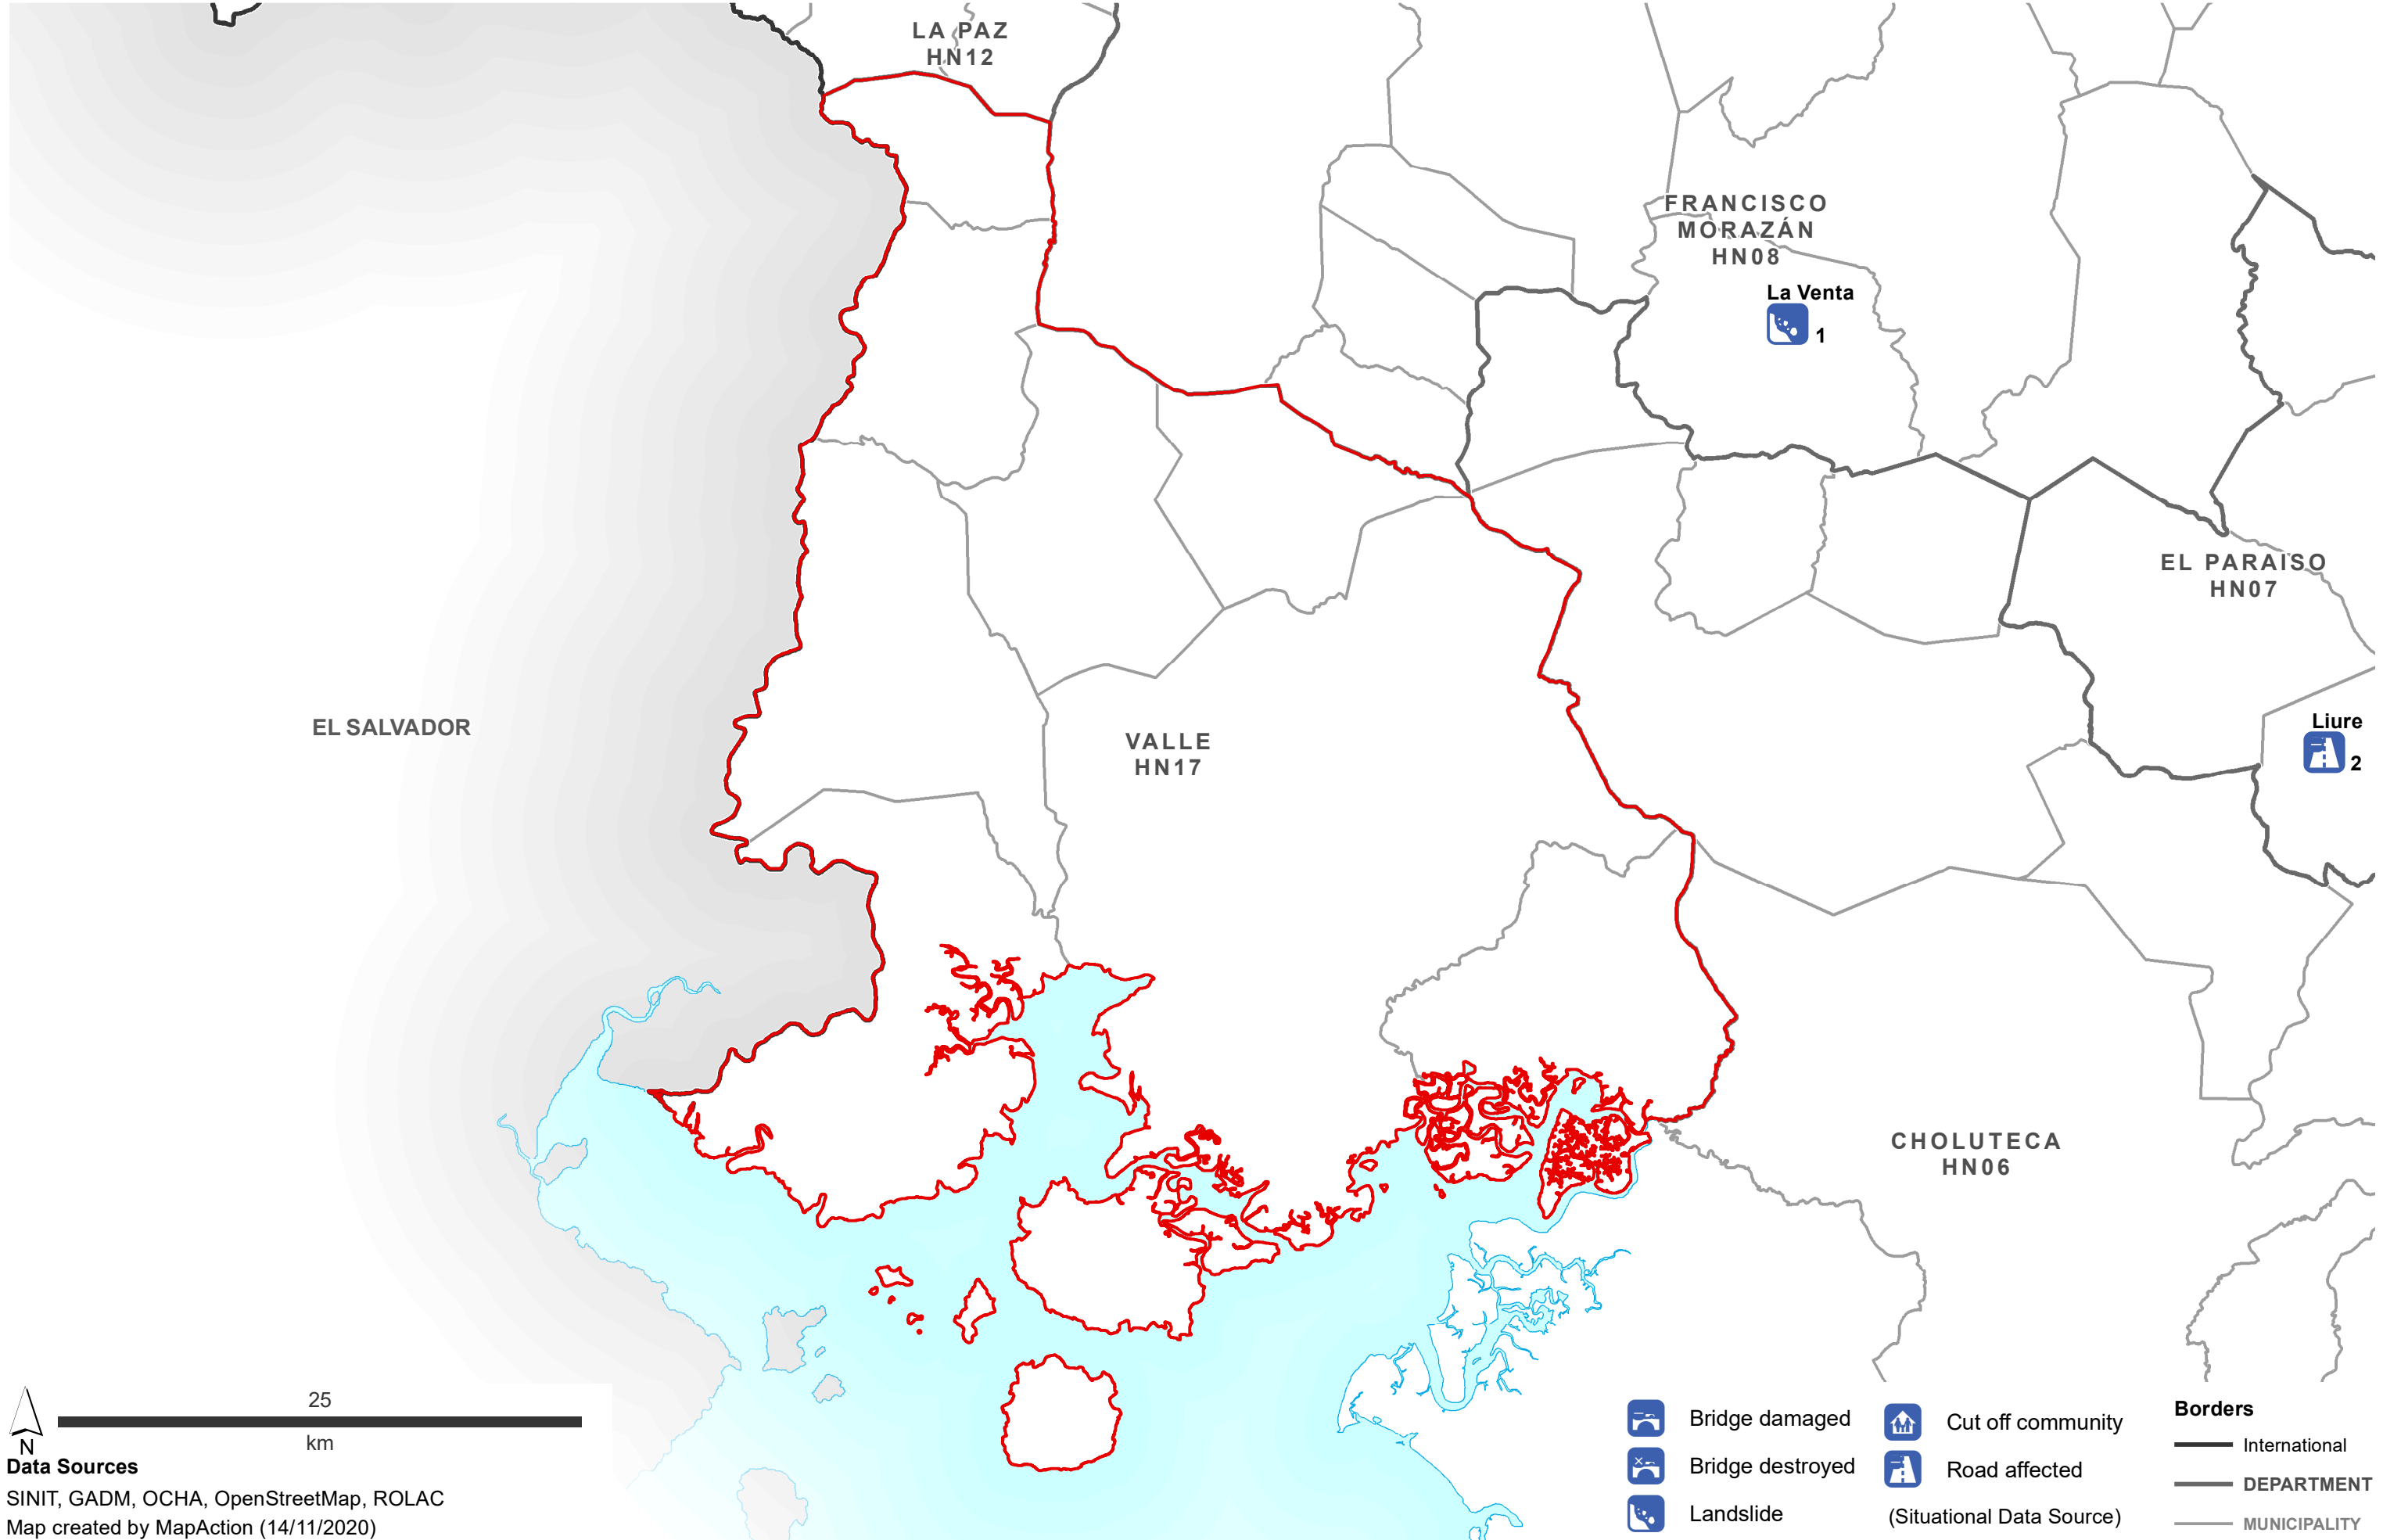 LA PAZ
HN12
FRANCISCO
MORAZÁN
HN08
La Venta
1
EL PARAISO
HN07
Liure
2
EL SALVADOR
VALLE
HN17
CHOLUTECA
HN06
25
km
N
Data Sources
SINIT, GADM, OCHA, OpenStreetMap, ROLAC
Map created by MapAction (14/11/2020)
Bridge damaged
Bridge destroyed
Landslide
Cut off community
Road affected
(Situational Data Source)
Borders
International
DEPARTMENT
MUNICIPALITY